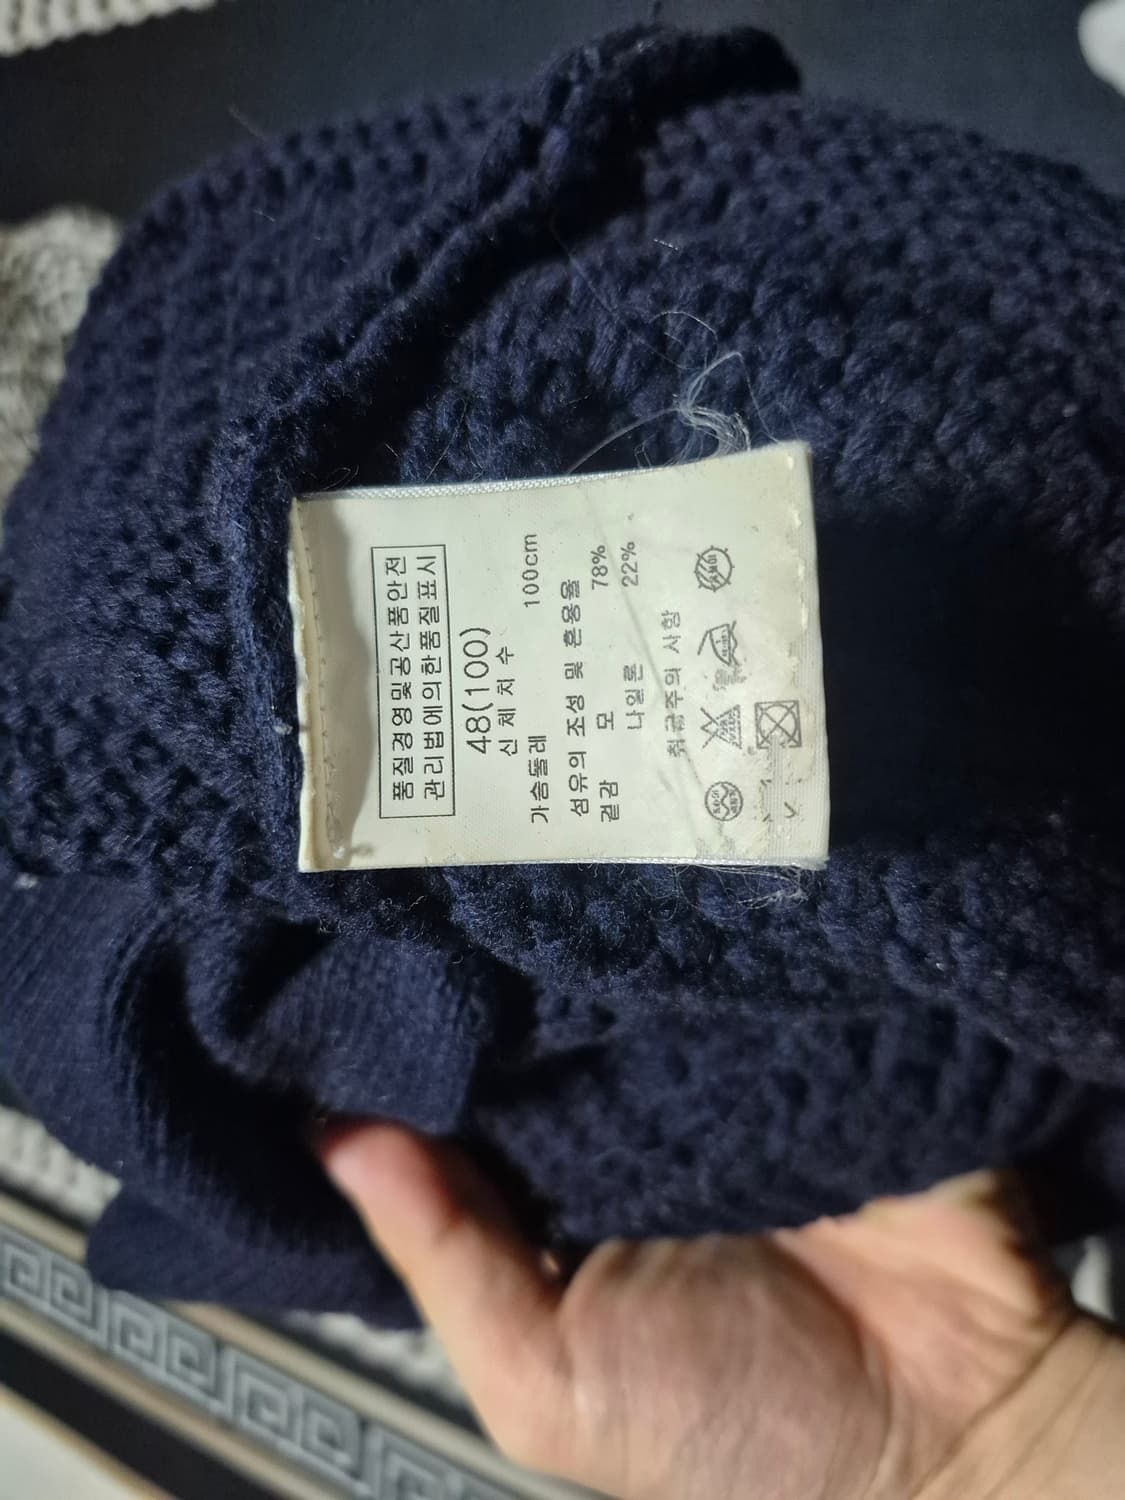 품질경영및공산품안전
관리법에의한품질표시
48(100)
신 체 치 수
가슴둘레 100cm
섬유의 조성 및 혼용율
겉감 모 78%
나일론 22%
취급주의 사항